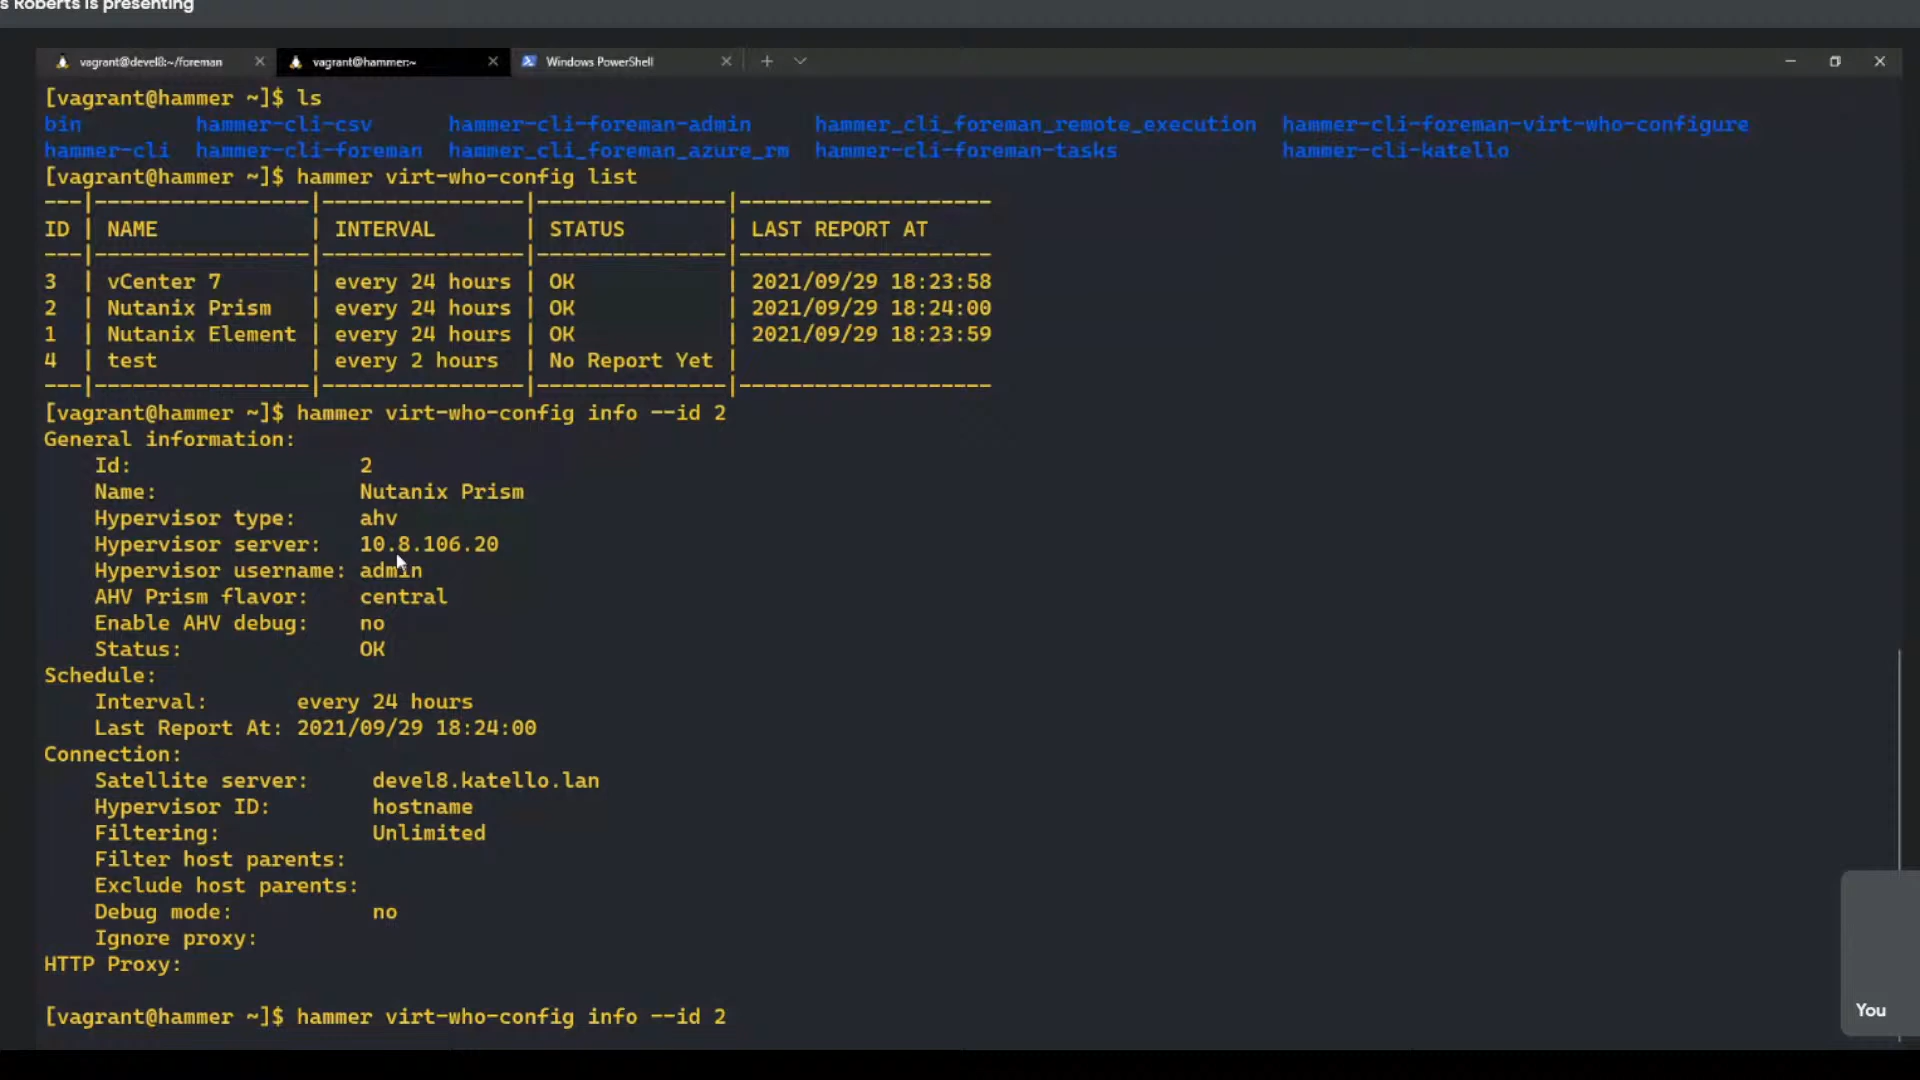 s Roberts is presenting
vagrant@devel8:~/foreman vagrant@hammer:~ Windows PowerShell
[vagrant@hammer ~]$ ls
bin hammer-cli-csv hammer-cli-foreman-admin hammer_cli_foreman_remote_execution hammer-cli-foreman-virt-who-configure
hammer-cli hammer-cli-foreman hammer_cli_foreman_azure_rm hammer-cli-foreman-tasks hammer-cli-katello
[vagrant@hammer ~]$ hammer virt-who-config list
---|-----------------|----------------|---------------|--------------------
ID | NAME | INTERVAL | STATUS | LAST REPORT AT
---|-----------------|----------------|---------------|--------------------
3 | vCenter 7 | every 24 hours | OK | 2021/09/29 18:23:58
2 | Nutanix Prism | every 24 hours | OK | 2021/09/29 18:24:00
1 | Nutanix Element | every 24 hours | OK | 2021/09/29 18:23:59
4 | test | every 2 hours | No Report Yet |
---|-----------------|----------------|---------------|--------------------
[vagrant@hammer ~]$ hammer virt-who-config info --id 2
General information:
Id: 2
Name: Nutanix Prism
Hypervisor type: ahv
Hypervisor server: 10.8.106.20
Hypervisor username: admin
AHV Prism flavor: central
Enable AHV debug: no
Status: OK
Schedule:
Interval: every 24 hours
Last Report At: 2021/09/29 18:24:00
Connection:
Satellite server: devel8.katello.lan
Hypervisor ID: hostname
Filtering: Unlimited
Filter host parents:
Exclude host parents:
Debug mode: no
Ignore proxy:
HTTP Proxy:
[vagrant@hammer ~]$ hammer virt-who-config info --id 2
You